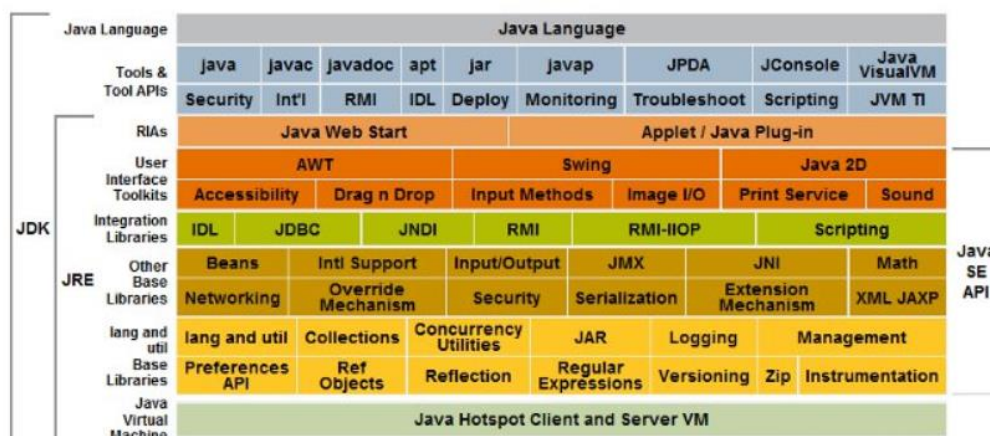 Java Language Java Language
Tools & Tool APIs
java javac javadoc apt jar javap JPDA JConsole Java VisualVM
Security Int'l RMI IDL Deploy Monitoring Troubleshoot Scripting JVM TI
RIAs Java Web Start Applet / Java Plug-in
User Interface Toolkits
AWT Swing Java 2D
Accessibility Drag n Drop Input Methods Image I/O Print Service Sound
Integration Libraries
IDL JDBC JNDI RMI RMI-IIOP Scripting
JDK
JRE
Other Base Libraries
Beans Intl Support Input/Output JMX JNI Math
Networking Override Mechanism Security Serialization Extension Mechanism XML JAXP
Java SE API
lang and util Base Libraries
lang and util Collections Concurrency Utilities JAR Logging Management
Preferences API Ref Objects Reflection Regular Expressions Versioning Zip Instrumentation
Java Virtual Machine
Java Hotspot Client and Server VM